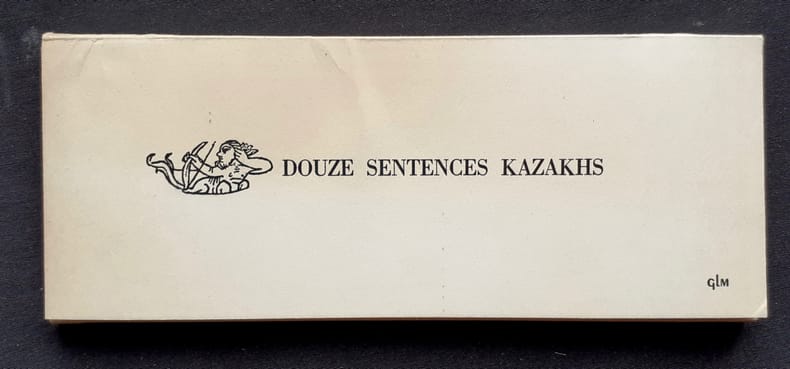 DOUZE SENTENCES KAZAKHS
GLM